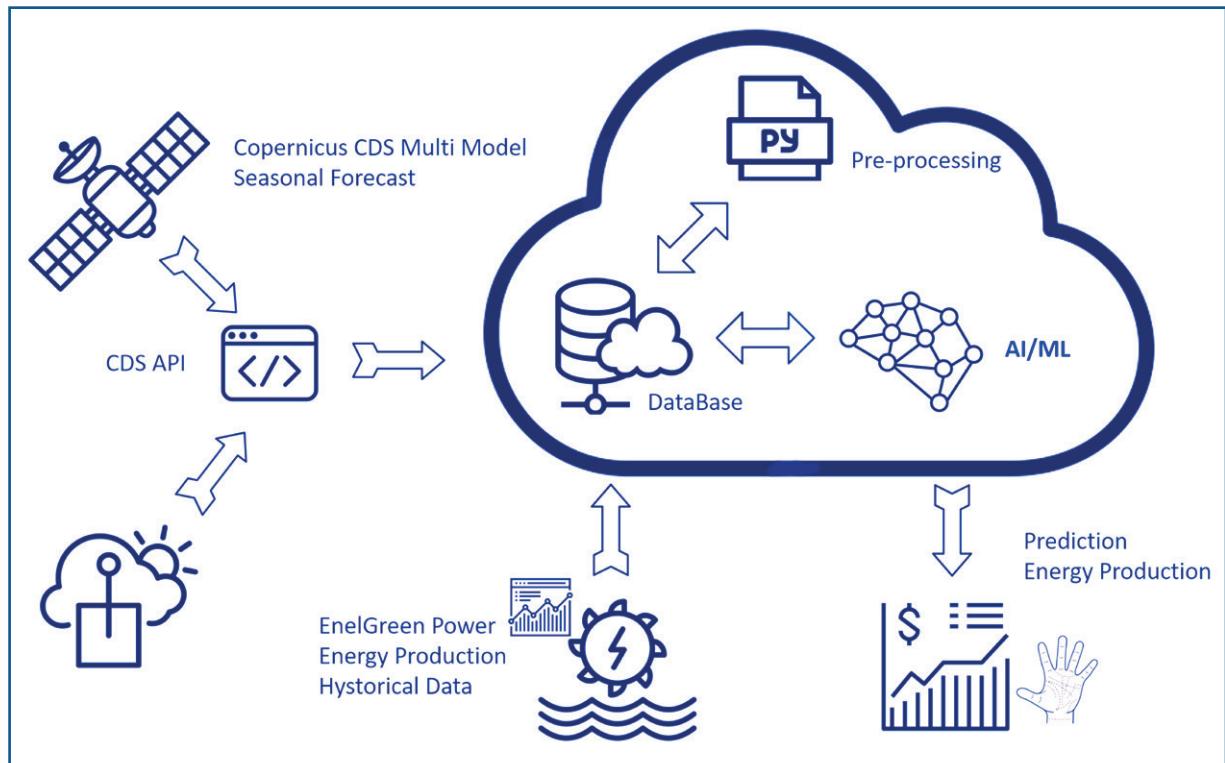 Copernicus CDS Multi Model
Seasonal Forecast
PY
Pre-processing
CDS API
</>
DataBase
AI/ML
EnelGreen Power
Energy Production
Hystorical Data
Prediction
Energy Production
$